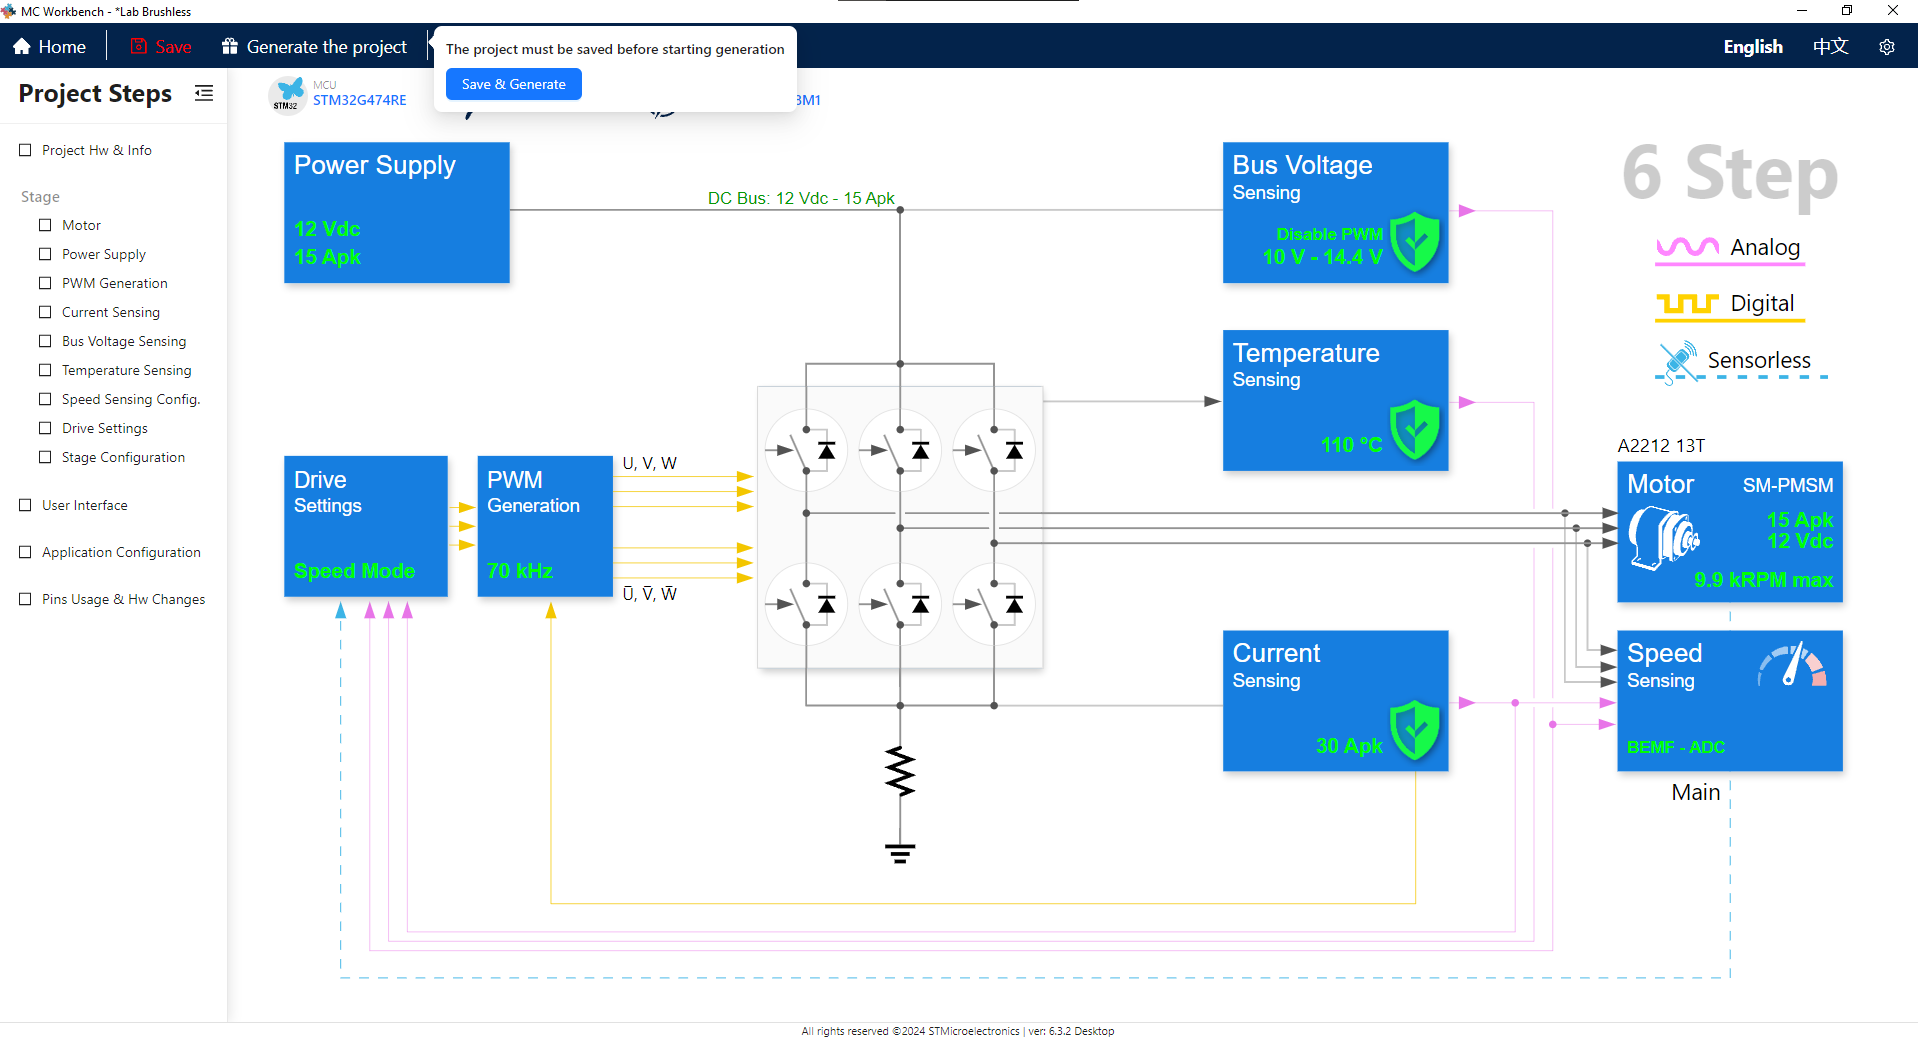 MC Workbench - *Lab Brushless
Home
Save
Generate the project
The project must be saved before starting generation
Save & Generate
English
中文
Project Steps
Project Hw & Info
Stage
Motor
Power Supply
PWM Generation
Current Sensing
Bus Voltage Sensing
Temperature Sensing
Speed Sensing Config.
Drive Settings
Stage Configuration
User Interface
Application Configuration
Pins Usage & Hw Changes
STM32
MCU
STM32G474RE
3M1
Power Supply
12 Vdc
15 Apk
DC Bus: 12 Vdc - 15 Apk
Bus Voltage
Sensing
Disable PWM
10 V - 14.4 V
6 Step
Analog
Digital
Sensorless
Temperature
Sensing
110 °C
Drive
Settings
Speed Mode
PWM
Generation
70 kHz
U, V, W
U̅, V̅, W̅
A2212 13T
Motor
SM-PMSM
15 Apk
12 Vdc
9.9 kRPM max
Current
Sensing
30 Apk
Speed
Sensing
BEMF - ADC
Main
All rights reserved ©2024 STMicroelectronics | ver: 6.3.2 Desktop